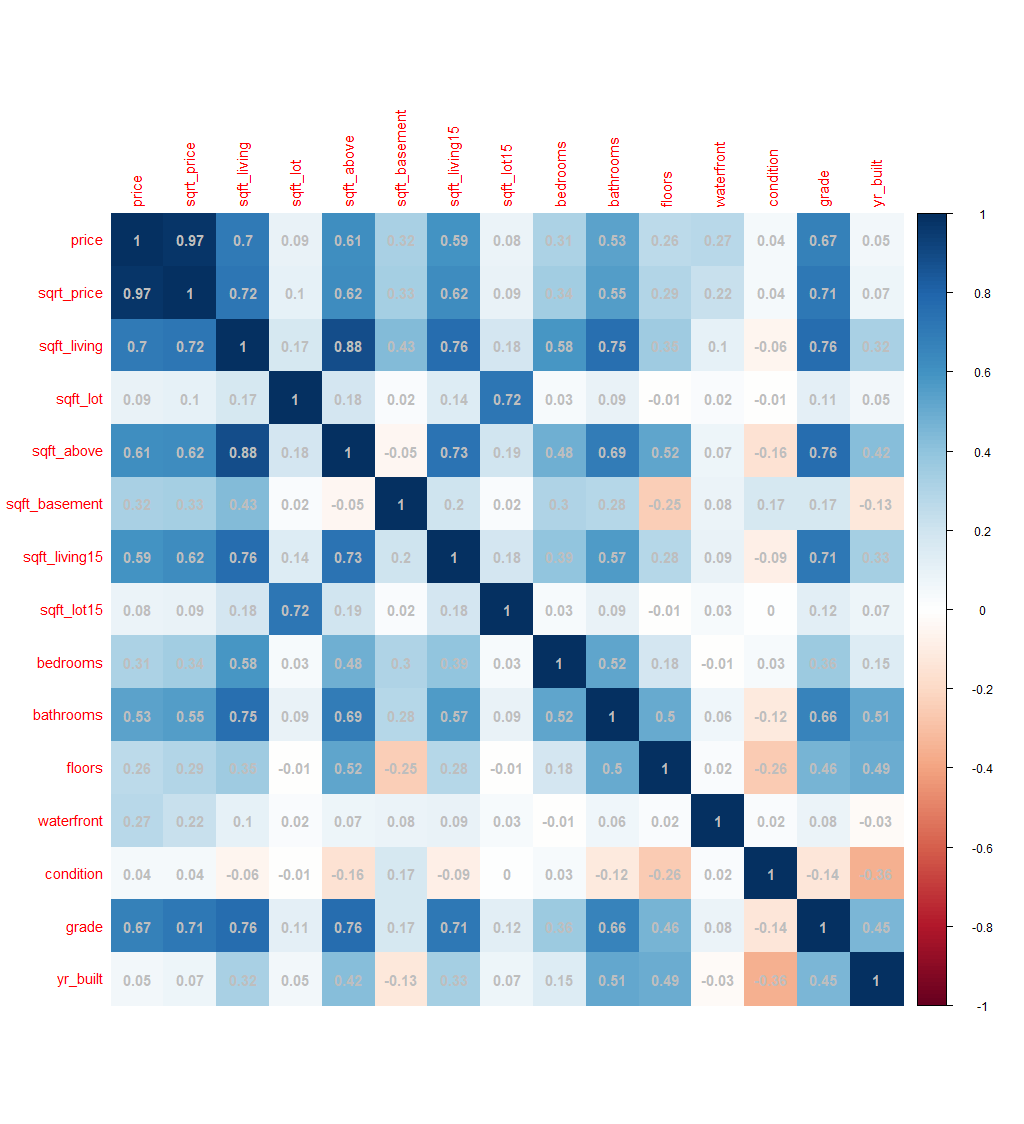 price sqrt_price sqft_living sqft_lot sqft_above sqft_basement sqft_living15 sqft_lot15 bedrooms bathrooms floors waterfront condition grade yr_built
price 1 0.97 0.7 0.09 0.61 0.32 0.59 0.08 0.31 0.53 0.26 0.27 0.04 0.67 0.05
sqrt_price 0.97 1 0.72 0.1 0.62 0.33 0.62 0.09 0.34 0.55 0.29 0.22 0.04 0.71 0.07
sqft_living 0.7 0.72 1 0.17 0.88 0.43 0.76 0.18 0.58 0.75 0.35 0.1 -0.06 0.76 0.32
sqft_lot 0.09 0.1 0.17 1 0.18 0.02 0.14 0.72 0.03 0.09 -0.01 0.02 -0.01 0.11 0.05
sqft_above 0.61 0.62 0.88 0.18 1 -0.05 0.73 0.19 0.48 0.69 0.52 0.07 -0.16 0.76 0.42
sqft_basement 0.32 0.33 0.43 0.02 -0.05 1 0.2 0.02 0.3 0.28 -0.25 0.08 0.17 0.17 -0.13
sqft_living15 0.59 0.62 0.76 0.14 0.73 0.2 1 0.18 0.39 0.57 0.28 0.09 -0.09 0.71 0.33
sqft_lot15 0.08 0.09 0.18 0.72 0.19 0.02 0.18 1 0.03 0.09 -0.01 0.03 0 0.12 0.07
bedrooms 0.31 0.34 0.58 0.03 0.48 0.3 0.39 0.03 1 0.52 0.18 -0.01 0.03 0.36 0.15
bathrooms 0.53 0.55 0.75 0.09 0.69 0.28 0.57 0.09 0.52 1 0.5 0.06 -0.12 0.66 0.51
floors 0.26 0.29 0.35 -0.01 0.52 -0.25 0.28 -0.01 0.18 0.5 1 0.02 -0.26 0.46 0.49
waterfront 0.27 0.22 0.1 0.02 0.07 0.08 0.09 0.03 -0.01 0.06 0.02 1 0.02 0.08 -0.03
condition 0.04 0.04 -0.06 -0.01 -0.16 0.17 -0.09 0 0.03 -0.12 -0.26 0.02 1 -0.14 -0.36
grade 0.67 0.71 0.76 0.11 0.76 0.17 0.71 0.12 0.36 0.66 0.46 0.08 -0.14 1 0.45
yr_built 0.05 0.07 0.32 0.05 0.42 -0.13 0.33 0.07 0.15 0.51 0.49 -0.03 -0.36 0.45 1
1
0.8
0.6
0.4
0.2
0
-0.2
-0.4
-0.6
-0.8
-1